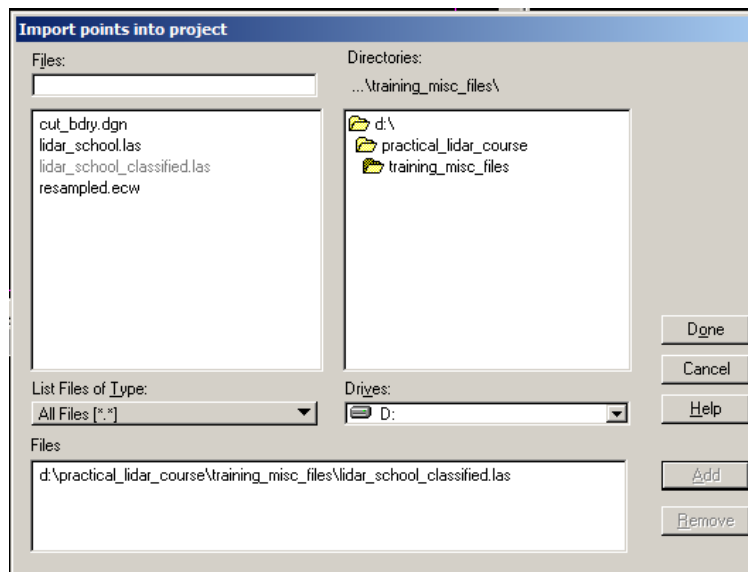 Import points into project
Files:
Directories:
...\training_misc_files\
cut_bdry.dgn
lidar_school.las
lidar_school_classified.las
resampled.ecw
d:\
practical_lidar_course
training_misc_files
Done
Cancel
Help
List Files of Type:
All Files [*.*]
Drives:
D:
Files
d:\practical_lidar_course\training_misc_files\lidar_school_classified.las
Add
Remove